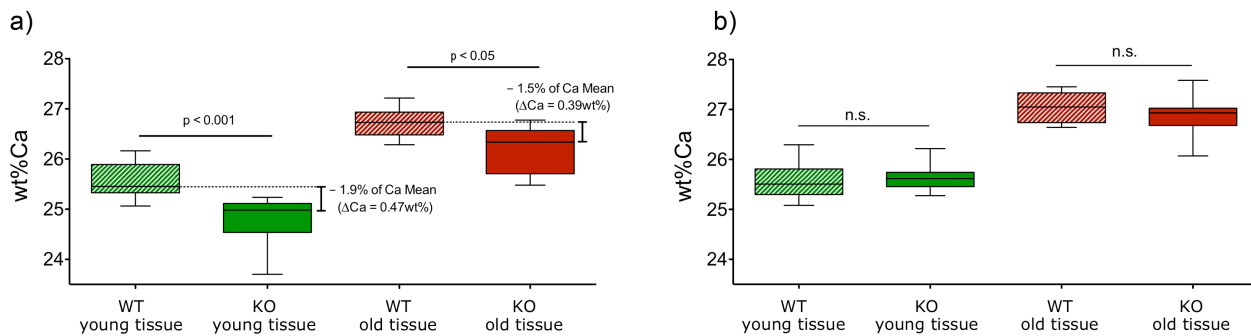 a)
28
27
26
25
24
wt%Ca
p < 0.001
p < 0.05
− 1.9% of Ca Mean
(ΔCa = 0.47wt%)
− 1.5% of Ca Mean
(ΔCa = 0.39wt%)
WT
young tissue
KO
young tissue
WT
old tissue
KO
old tissue
b)
28
27
26
25
24
wt%Ca
n.s.
n.s.
WT
young tissue
KO
young tissue
WT
old tissue
KO
old tissue